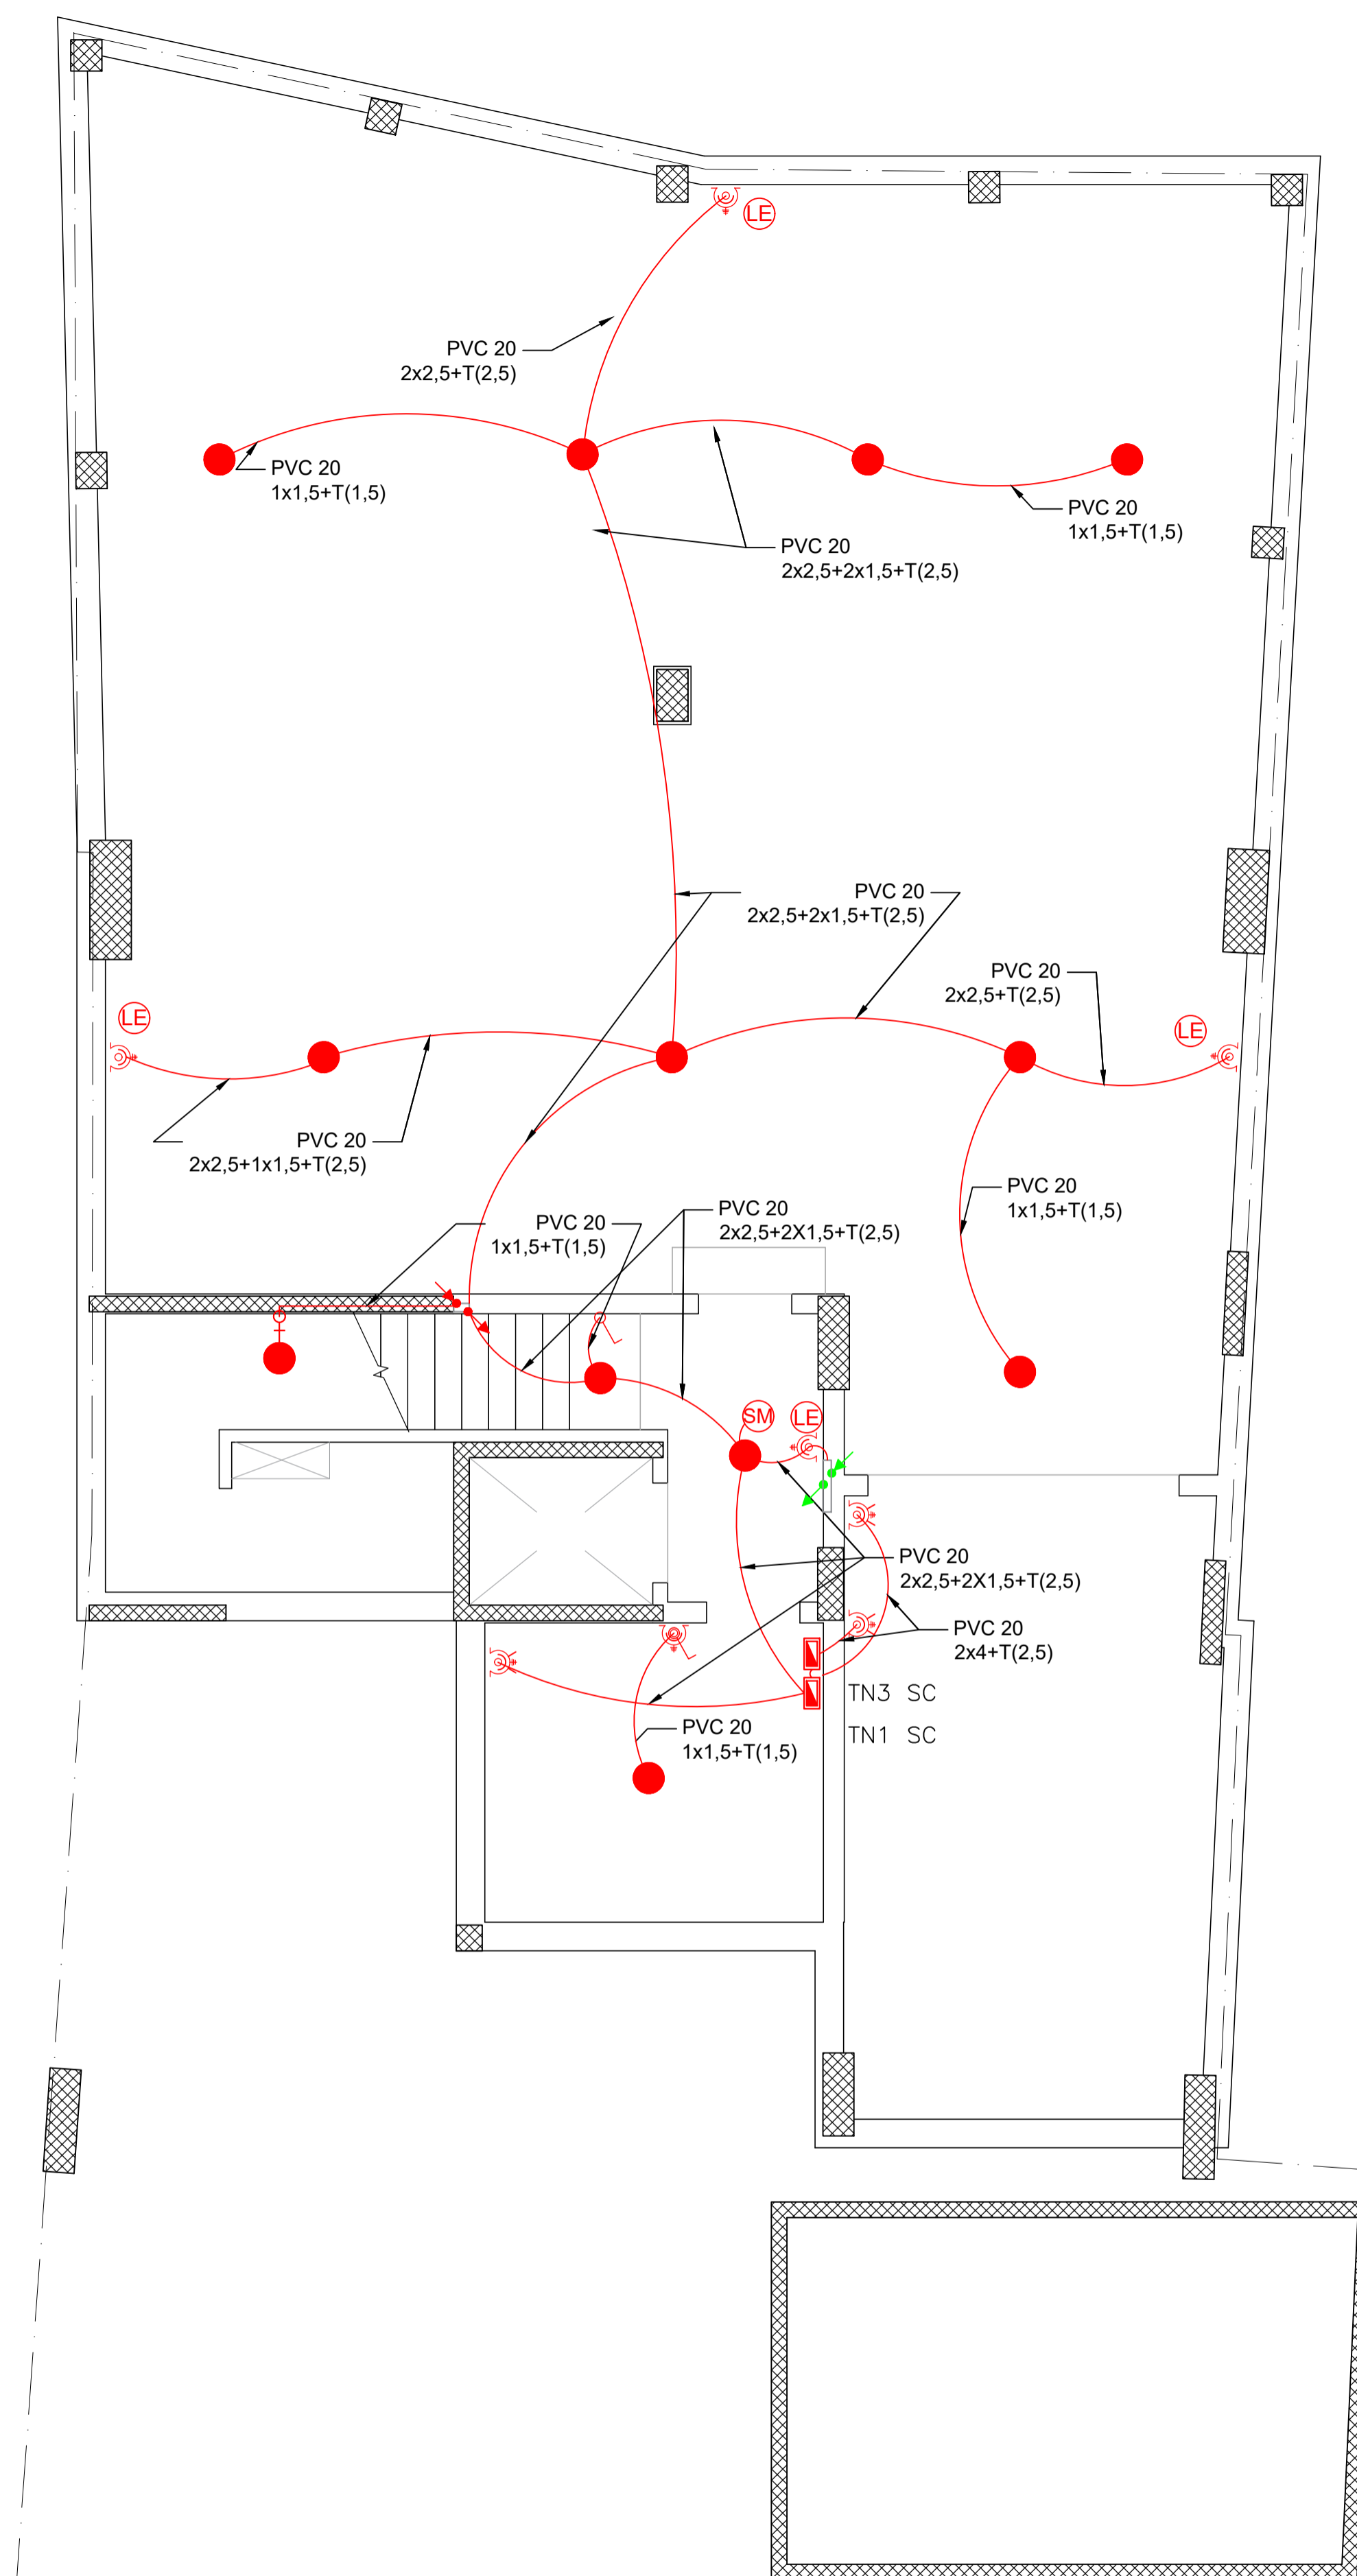 LE
PVC 20
2x2,5+T(2,5)
PVC 20
1x1,5+T(1,5)
PVC 20
1x1,5+T(1,5)
PVC 20
2x2,5+2x1,5+T(2,5)
PVC 20
2x2,5+2x1,5+T(2,5)
PVC 20
2x2,5+T(2,5)
LE
LE
PVC 20
2x2,5+1x1,5+T(2,5)
PVC 20
1x1,5+T(1,5)
PVC 20
1x1,5+T(1,5)
PVC 20
2x2,5+2X1,5+T(2,5)
SM
LE
PVC 20
2x2,5+2X1,5+T(2,5)
PVC 20
2x4+T(2,5)
TN3 SC
TN1 SC
PVC 20
1x1,5+T(1,5)